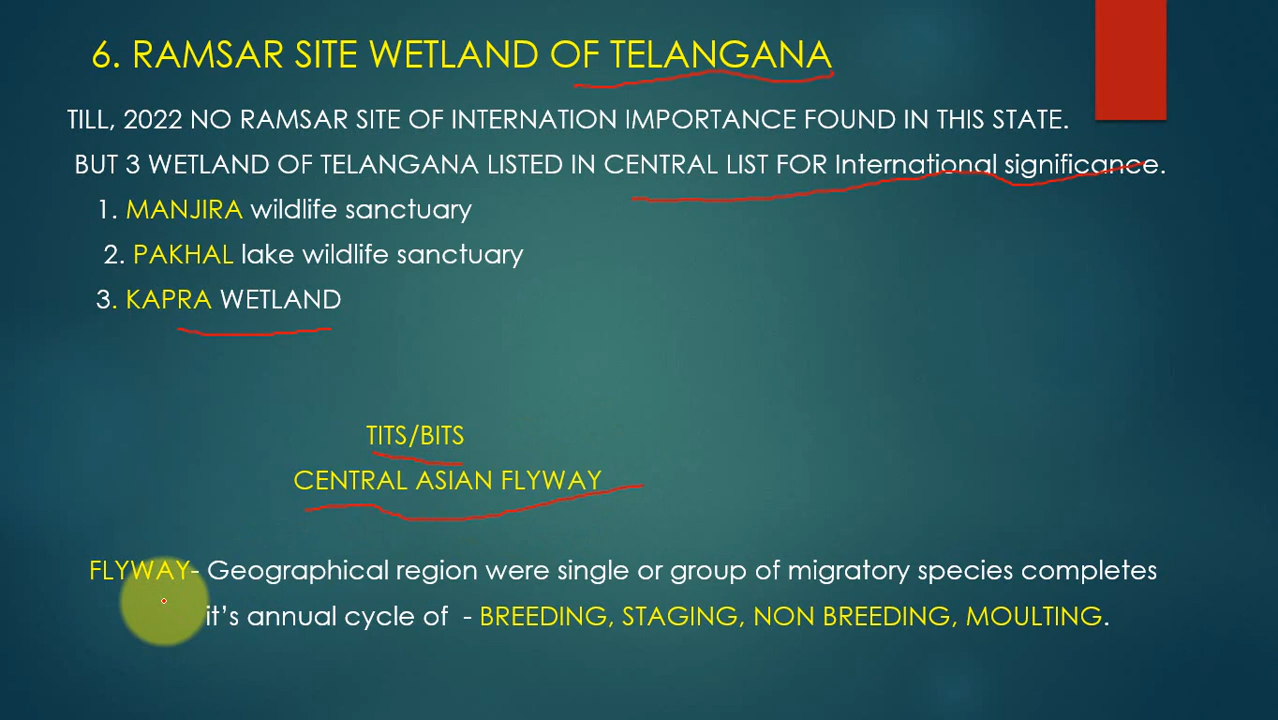 6. RAMSAR SITE WETLAND OF TELANGANA
TILL, 2022 NO RAMSAR SITE OF INTERNATION IMPORTANCE FOUND IN THIS STATE.
BUT 3 WETLAND OF TELANGANA LISTED IN CENTRAL LIST FOR International significance.
1. MANJIRA wildlife sanctuary
2. PAKHAL lake wildlife sanctuary
3. KAPRA WETLAND
TITS/BITS
CENTRAL ASIAN FLYWAY
FLYWAY- Geographical region were single or group of migratory species completes
it's annual cycle of - BREEDING, STAGING, NON BREEDING, MOULTING.